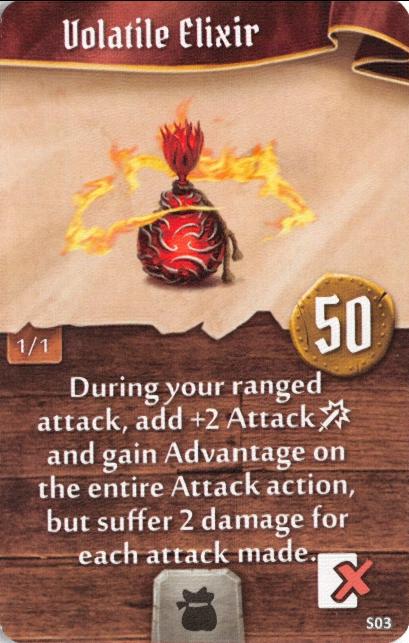 Volatile Elixir
50
1/1
During your ranged
attack, add +2 Attack
and gain Advantage on
the entire Attack action,
but suffer 2 damage for
each attack made.
S03